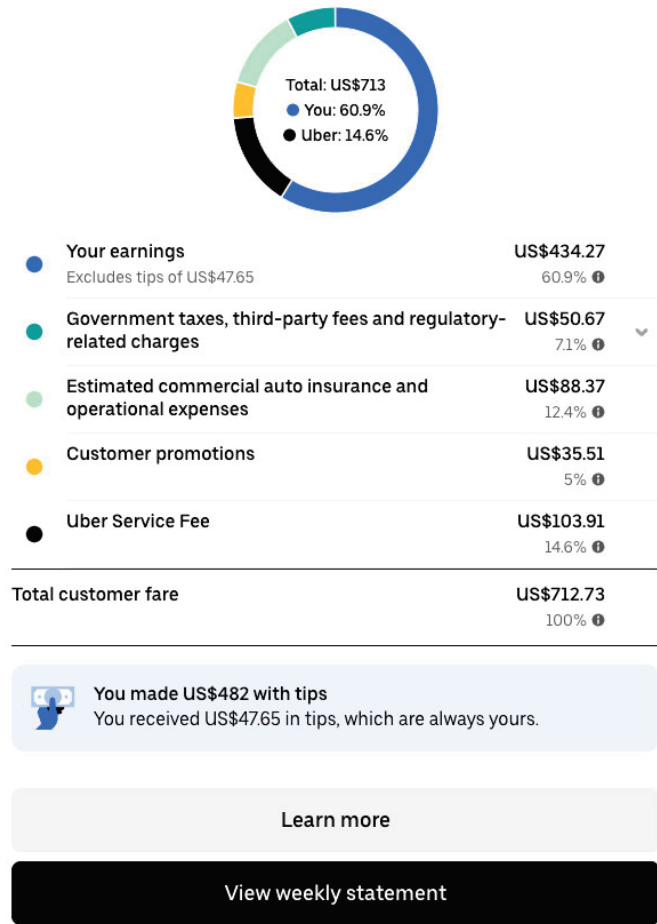 Total: US$713
You: 60.9%
Uber: 14.6%
Your earnings US$434.27
Excludes tips of US$47.65 60.9%
Government taxes, third-party fees and regulatory- US$50.67
related charges 7.1%
Estimated commercial auto insurance and US$88.37
operational expenses 12.4%
Customer promotions US$35.51
5%
Uber Service Fee US$103.91
14.6%
Total customer fare US$712.73
100%
You made US$482 with tips
You received US$47.65 in tips, which are always yours.
Learn more
View weekly statement